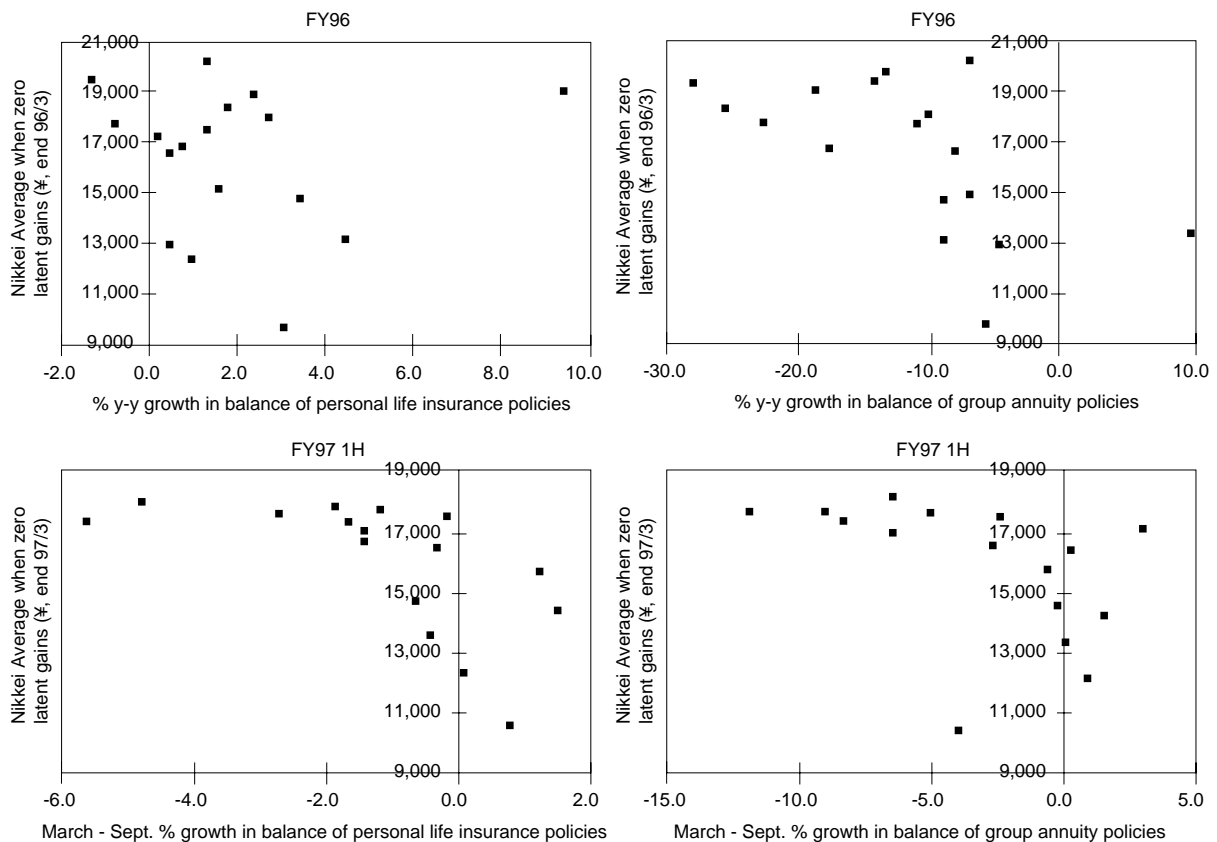 FY96
Nikkei Average when zero
latent gains (¥, end 96/3)
21,000
19,000
17,000
15,000
13,000
11,000
9,000
-2.0 0.0 2.0 4.0 6.0 8.0 10.0
% y-y growth in balance of personal life insurance policies
FY96
Nikkei Average when zero
latent gains (¥, end 96/3)
21,000
19,000
17,000
15,000
13,000
11,000
9,000
-30.0 -20.0 -10.0 0.0 10.0
% y-y growth in balance of group annuity policies
FY97 1H
Nikkei Average when zero
latent gains (¥, end 97/3)
19,000
17,000
15,000
13,000
11,000
9,000
-6.0 -4.0 -2.0 0.0 2.0
March - Sept. % growth in balance of personal life insurance policies
FY97 1H
Nikkei Average when zero
latent gains (¥, end 97/3)
19,000
17,000
15,000
13,000
11,000
9,000
-15.0 -10.0 -5.0 0.0 5.0
March - Sept. % growth in balance of group annuity policies